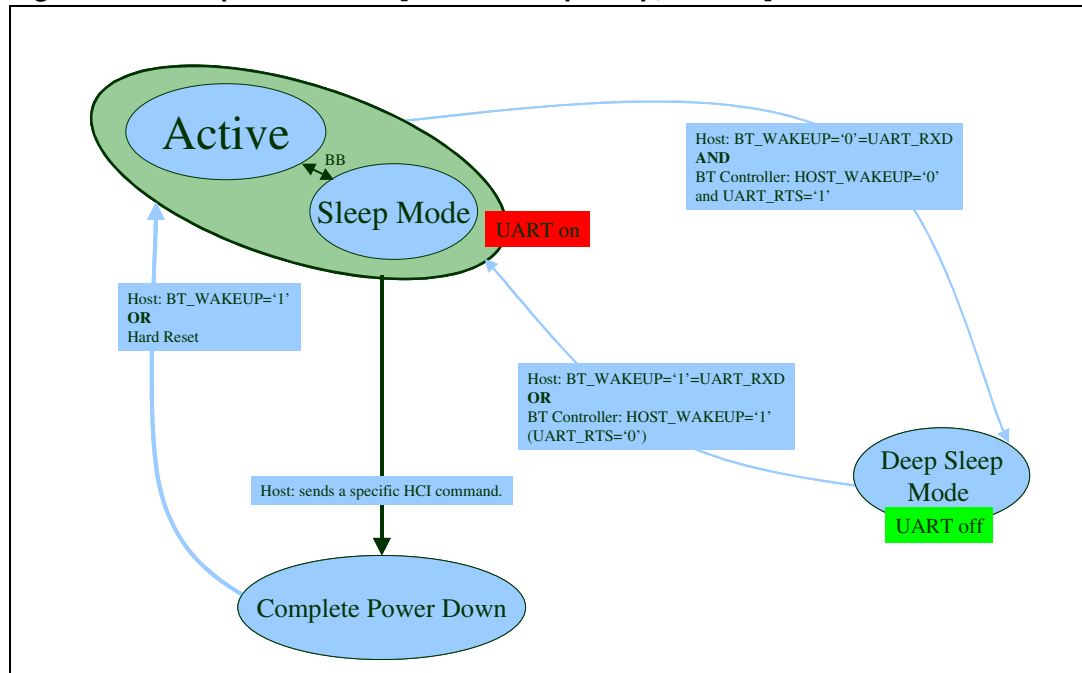 Active
BB
Sleep Mode
UART on
Host: BT_WAKEUP=‘0’=UART_RXD
AND
BT Controller: HOST_WAKEUP=‘0’
and UART_RTS=‘1’
Host: BT_WAKEUP=‘1’
OR
Hard Reset
Host: BT_WAKEUP=‘1’=UART_RXD
OR
BT Controller: HOST_WAKEUP=‘1’
(UART_RTS=‘0’)
Deep Sleep
Mode
UART off
Host: sends a specific HCI command.
Complete Power Down